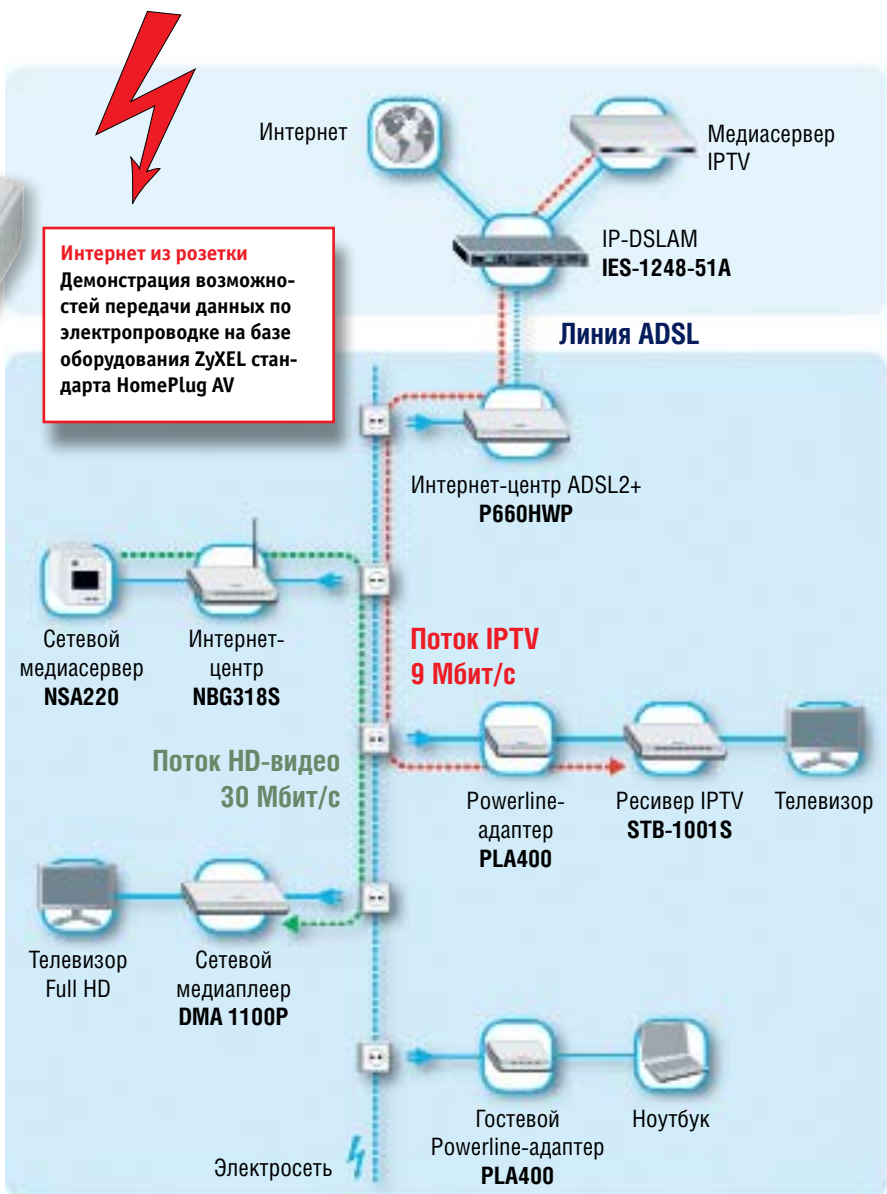 Интернет
Медиасервер
IPTV
IP-DSLAM
IES-1248-51A
Интернет из розетки
Демонстрация возможно-
стей передачи данных по
электропроводке на базе
оборудования ZyXEL стан-
дарта HomePlug AV
Линия ADSL
Интернет-центр ADSL2+
P660HWP
Сетевой
медиасервер
NSA220
Интернет-
центр
NBG318S
Поток IPTV
9 Мбит/с
Поток HD-видео
30 Мбит/с
Powerline-
адаптер
PLA400
Ресивер IPTV
STB-1001S
Телевизор
Телевизор
Full HD
Сетевой
медиаплеер
DMA 1100P
Гостевой
Powerline-адаптер
PLA400
Ноутбук
Электросеть